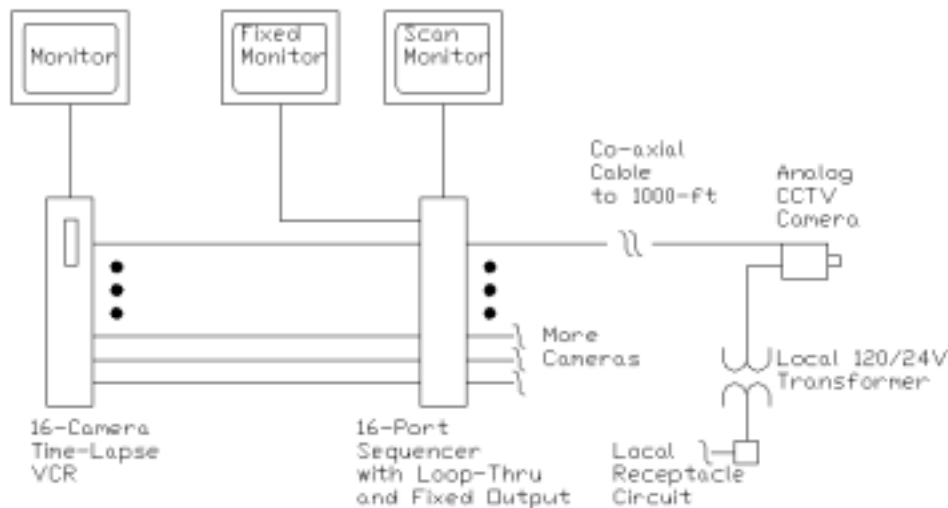 Monitor
Fixed
Monitor
Scan
Monitor
Co-axial
Cable
to 1000-ft
Analog
CCTV
Camera
More
Cameras
Local 120/24V
Transformer
16-Camera
Time-Lapse
VCR
16-Port
Sequencer
with Loop-Thru
and Fixed Output
Local
Receptacle
Circuit